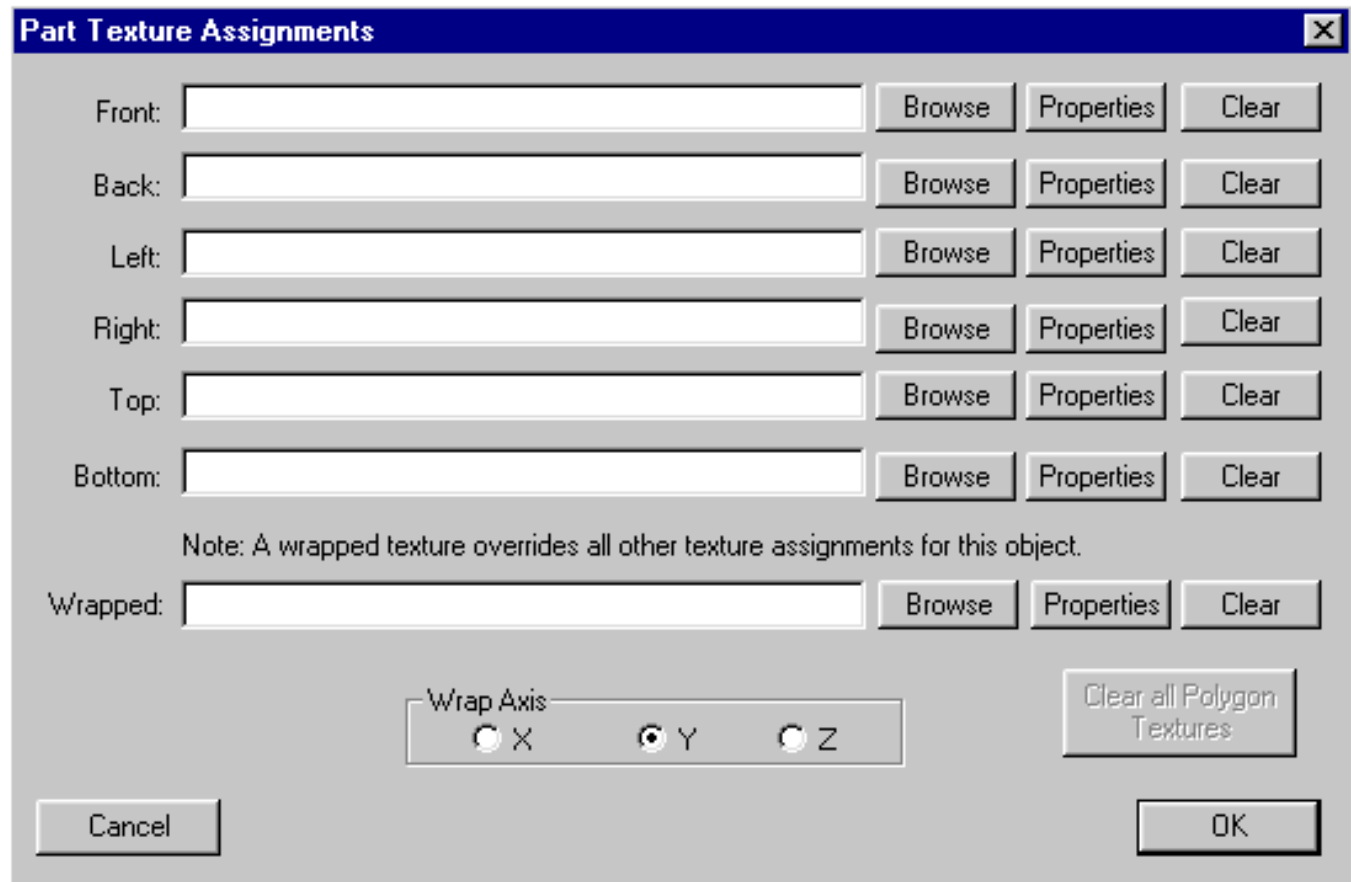 Part Texture Assignments
Front: Browse Properties Clear
Back: Browse Properties Clear
Left: Browse Properties Clear
Right: Browse Properties Clear
Top: Browse Properties Clear
Bottom: Browse Properties Clear
Note: A wrapped texture overrides all other texture assignments for this object.
Wrapped: Browse Properties Clear
Wrap Axis
X Y Z
Clear all Polygon
Textures
Cancel OK